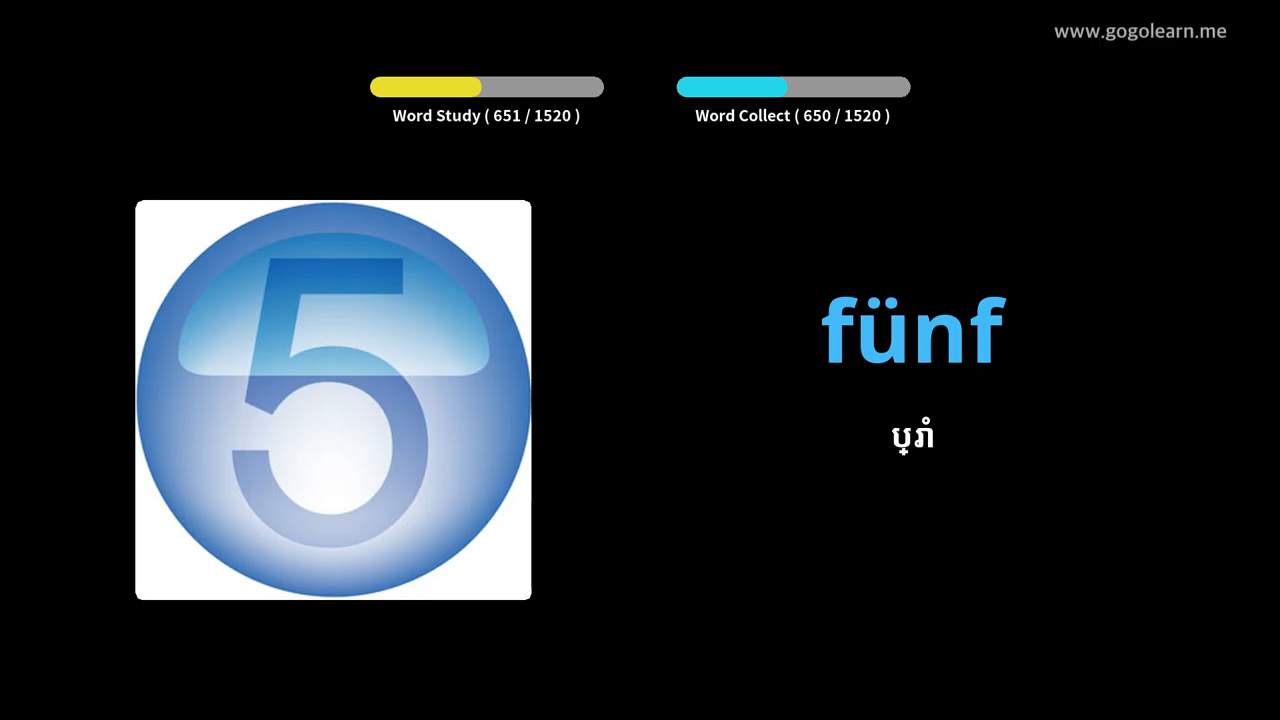 www.gogolearn.me
Word Study ( 651 / 1520 )
Word Collect ( 650 / 1520 )
5
fünf
ប្រាំ